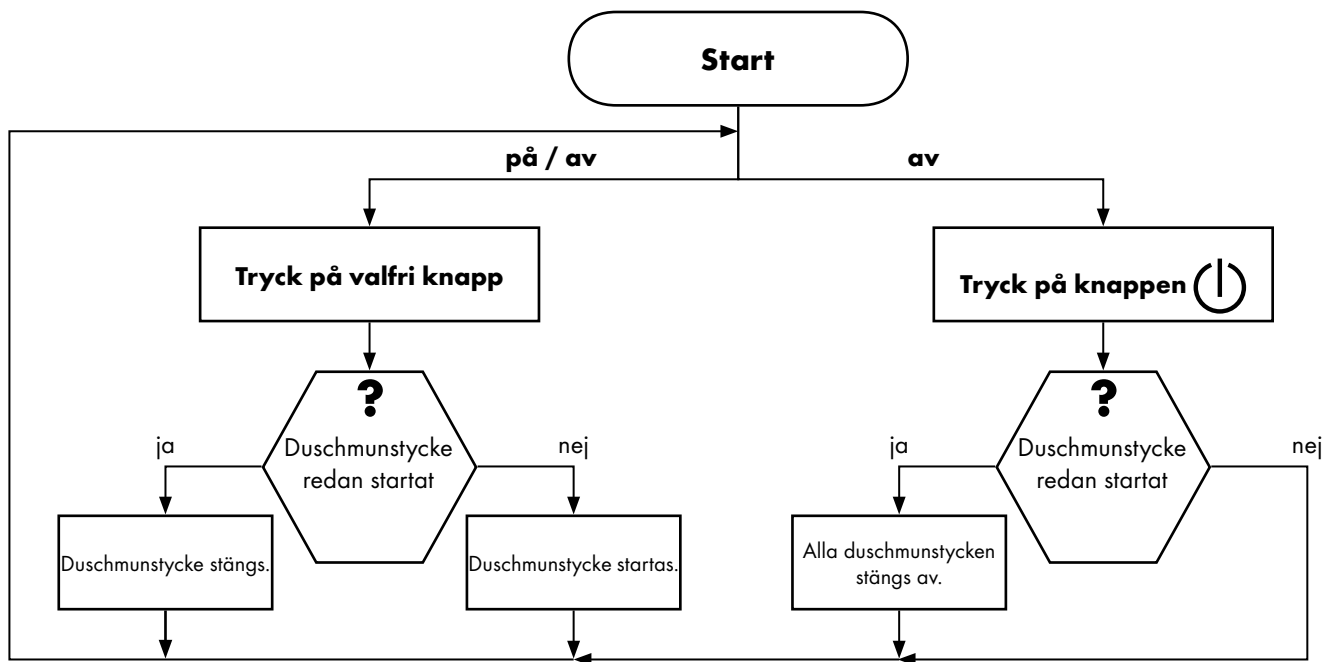 Start
på / av
av
Tryck på valfri knapp
Tryck på knappen
?
Duschmunstycke
redan startat
ja
nej
?
Duschmunstycke
redan startat
ja
nej
Duschmunstycke stängs.
Duschmunstycke startas.
Alla duschmunstycken
stängs av.